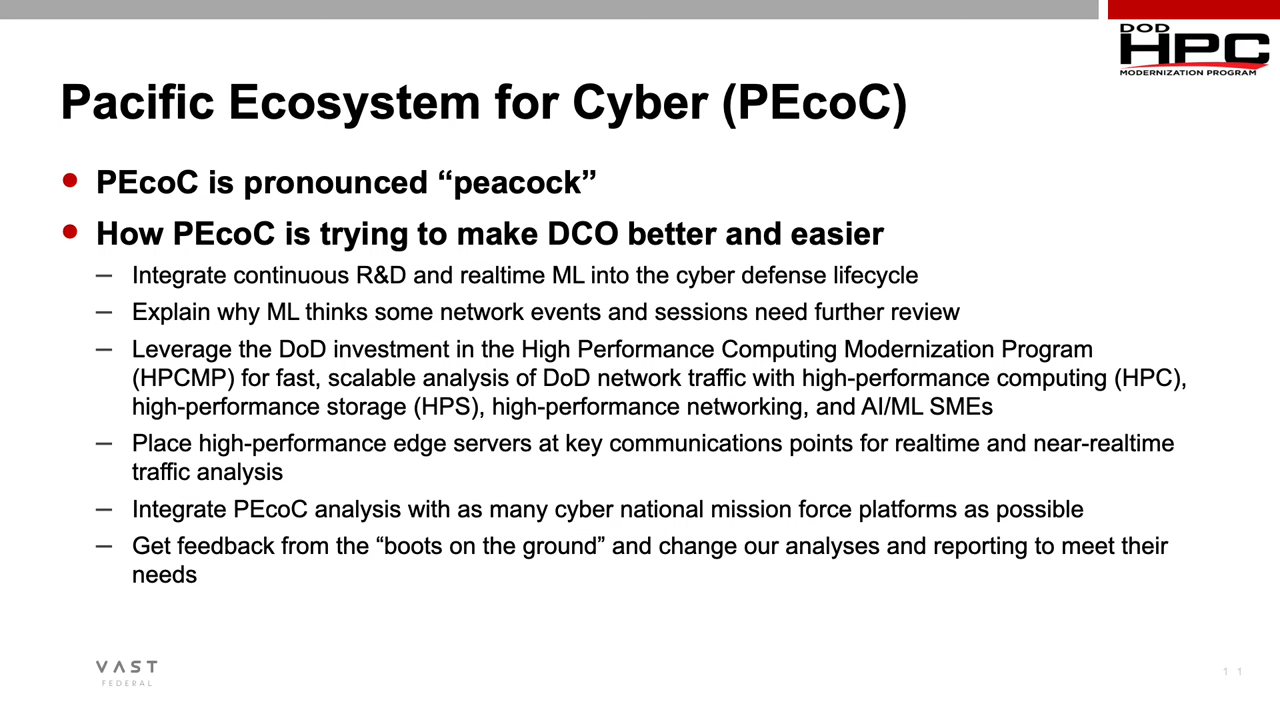 DOD
HPC
MODERNIZATION PROGRAM
Pacific Ecosystem for Cyber (PEcoC)
• PEcoC is pronounced “peacock”
• How PEcoC is trying to make DCO better and easier
– Integrate continuous R&D and realtime ML into the cyber defense lifecycle
– Explain why ML thinks some network events and sessions need further review
– Leverage the DoD investment in the High Performance Computing Modernization Program
(HPCMP) for fast, scalable analysis of DoD network traffic with high-performance computing (HPC),
high-performance storage (HPS), high-performance networking, and AI/ML SMEs
– Place high-performance edge servers at key communications points for realtime and near-realtime
traffic analysis
– Integrate PEcoC analysis with as many cyber national mission force platforms as possible
– Get feedback from the “boots on the ground” and change our analyses and reporting to meet their
needs
VAST
FEDERAL
11